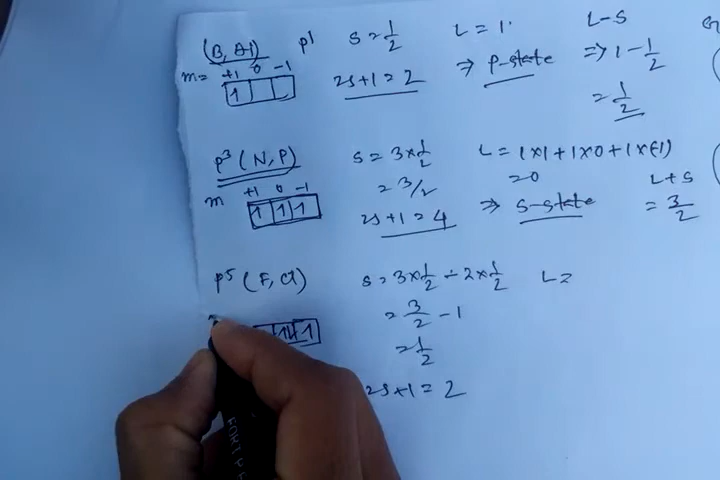 (B, Al) p¹ s = 1/2 L = 1 L-S
m = +1 0 -1 ⇒ p-state ⇒ 1 - 1/2
1 2s+1 = 2 = 1/2
p³ (N, P) s = 3×1/2 L = 1×1+1×0+1×(-1)
m +1 0 -1 = 3/2 = 0 L+S
1 1 1 2s+1 = 4 ⇒ s-state = 3/2
p⁵ (F, Cl) s = 3×1/2 - 2×1/2 L =
= 3/2 - 1
= 1/2
2s+1 = 2
FORTY